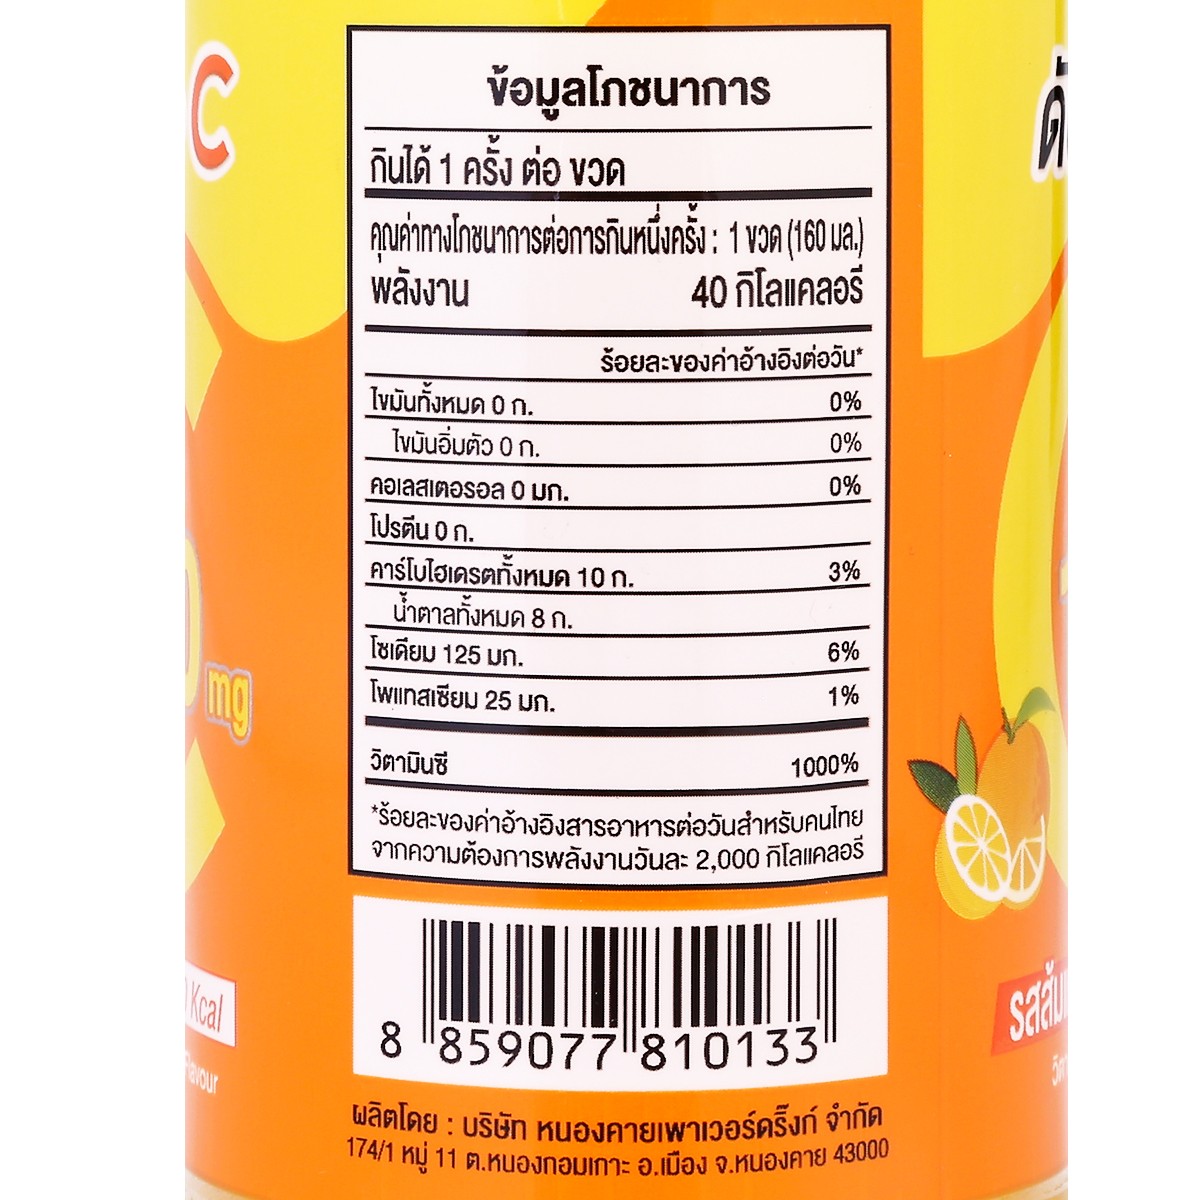 C
ข้อมูลโภชนาการ
กินได้ 1 ครั้ง ต่อ ขวด
คุณค่าทางโภชนาการต่อการกินหนึ่งครั้ง : 1 ขวด (160 มล.)
พลังงาน 40 กิโลแคลอรี
ร้อยละของค่าอ้างอิงต่อวัน*
ไขมันทั้งหมด 0 ก. 0%
ไขมันอิ่มตัว 0 ก. 0%
คอเลสเตอรอล 0 มก. 0%
โปรตีน 0 ก.
คาร์โบไฮเดรตทั้งหมด 10 ก. 3%
น้ำตาลทั้งหมด 8 ก.
โซเดียม 125 มก. 6%
โพแทสเซียม 25 มก. 1%
วิตามินซี 1000%
*ร้อยละของค่าอ้างอิงสารอาหารต่อวันสำหรับคนไทย
จากความต้องการพลังงานวันละ 2,000 กิโลแคลอรี
mg
Kcal
8 859077 810133
ผลิตโดย : บริษัท หนองคายเพาเวอร์ดริ๊งก์ จำกัด
174/1 หมู่ 11 ต.หนองกอมเกาะ อ.เมือง จ.หนองคาย 43000